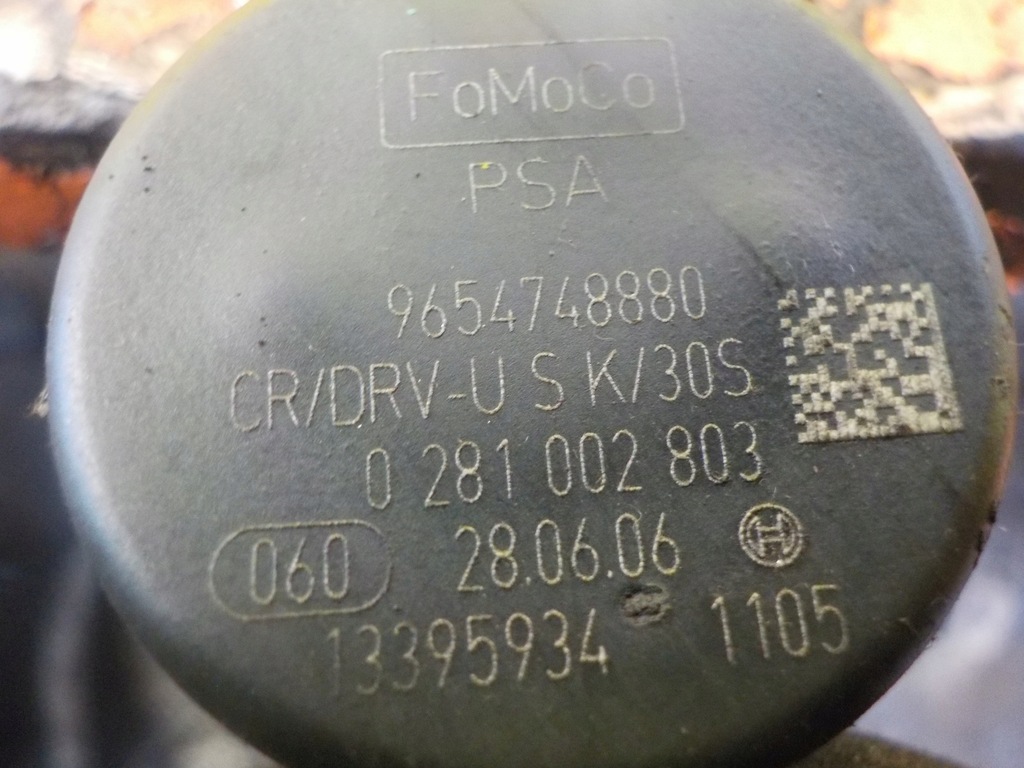 FoMoCo
PSA
9654748880
CR/DRV-U S K/30S
0 281 002 803
060 28.06.06
13395934 1105